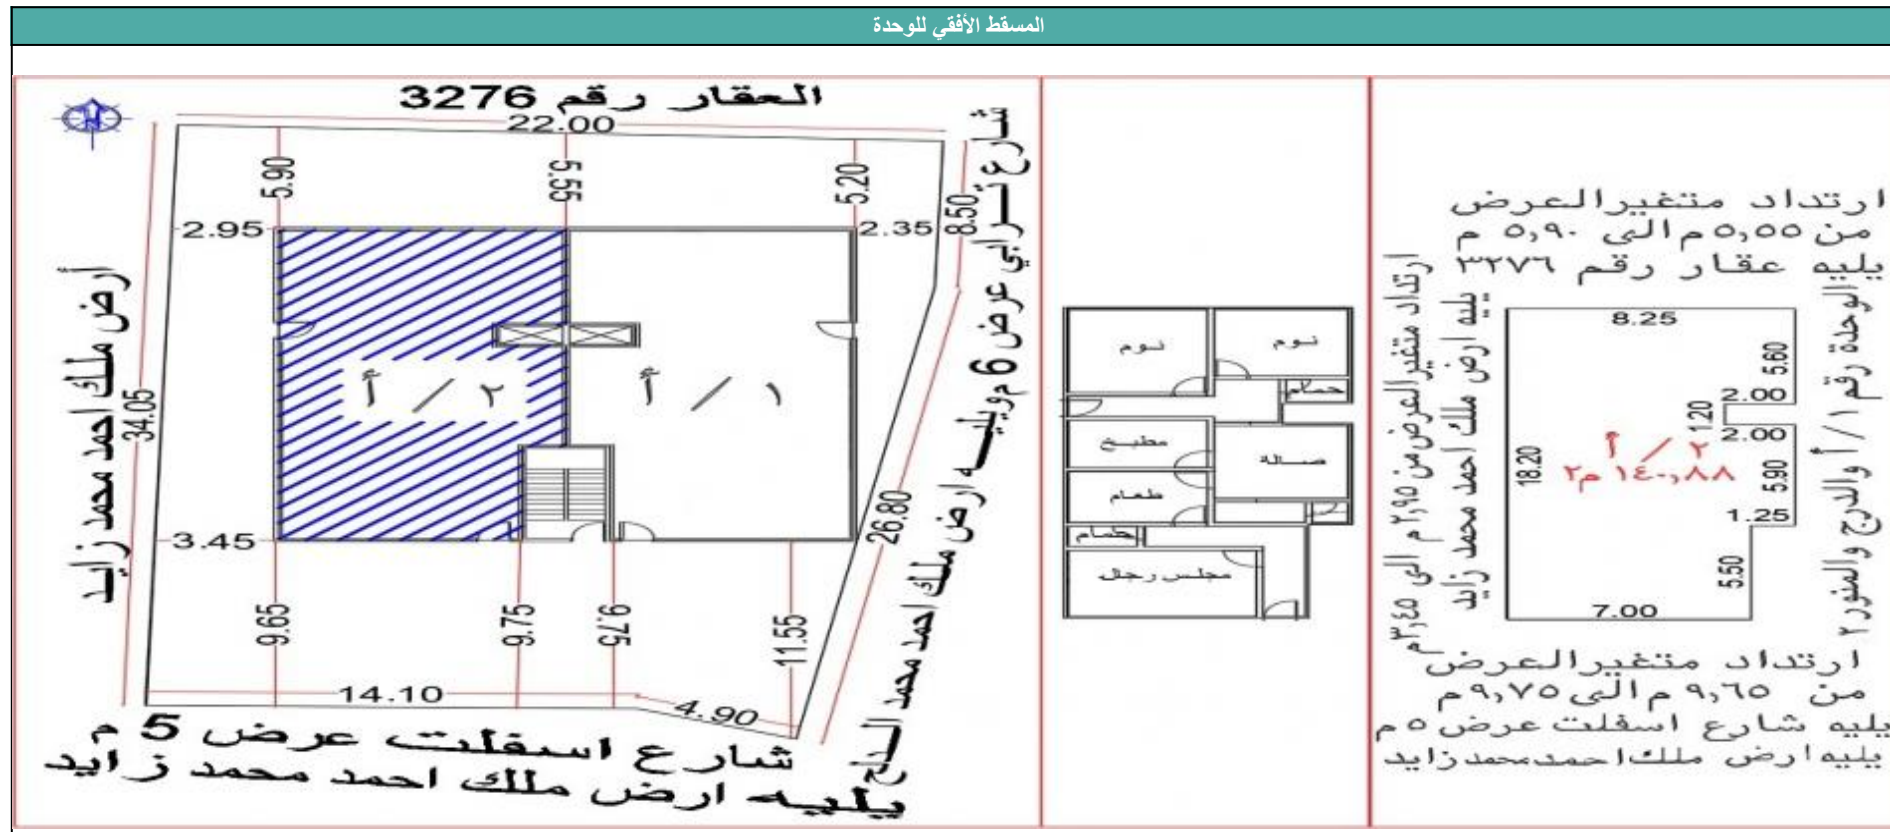 المسقط الأفقي للوحدة
العقار رقم 3276
22.00
شارع ترابي عرض 6 م ويليه ارض ملك احمد محمد
5.90
5.55
5.20
2.95
2.35
8.50
أرض ملك احمد محمد زايد
34.05
٢ / أ
١ / أ
3.45
26.80
9.65
9.75
9.75
11.55
14.10
4.90
شارع اسفلت عرض 5 م
يليه ارض ملك احمد محمد زايد
نوم
نوم
حمام
مطبخ
صاله
طعام
حمام
مجلس رجال
ارتداد متغير العرض
من ٥,٥٥ م الى ٥,٩٠ م
يليه عقار رقم ٣٢٧٦
ارتداد متغير العرض من ٢,٩٥ م الى ٣,٤٥ م
يليه ارض ملك احمد محمد زايد
الوحدة رقم ١ / أ والدرج والمنور ٢
8.25
5.60
2.00
1.20
2.00
٢ / أ
١٤٠,٨٨ م٢
18.20
5.90
1.25
5.50
7.00
ارتداد متغير العرض
من ٩,٦٥ م الى ٩,٧٥ م
يليه شارع اسفلت عرض ٥ م
يليه ارض ملك احمد محمد زايد